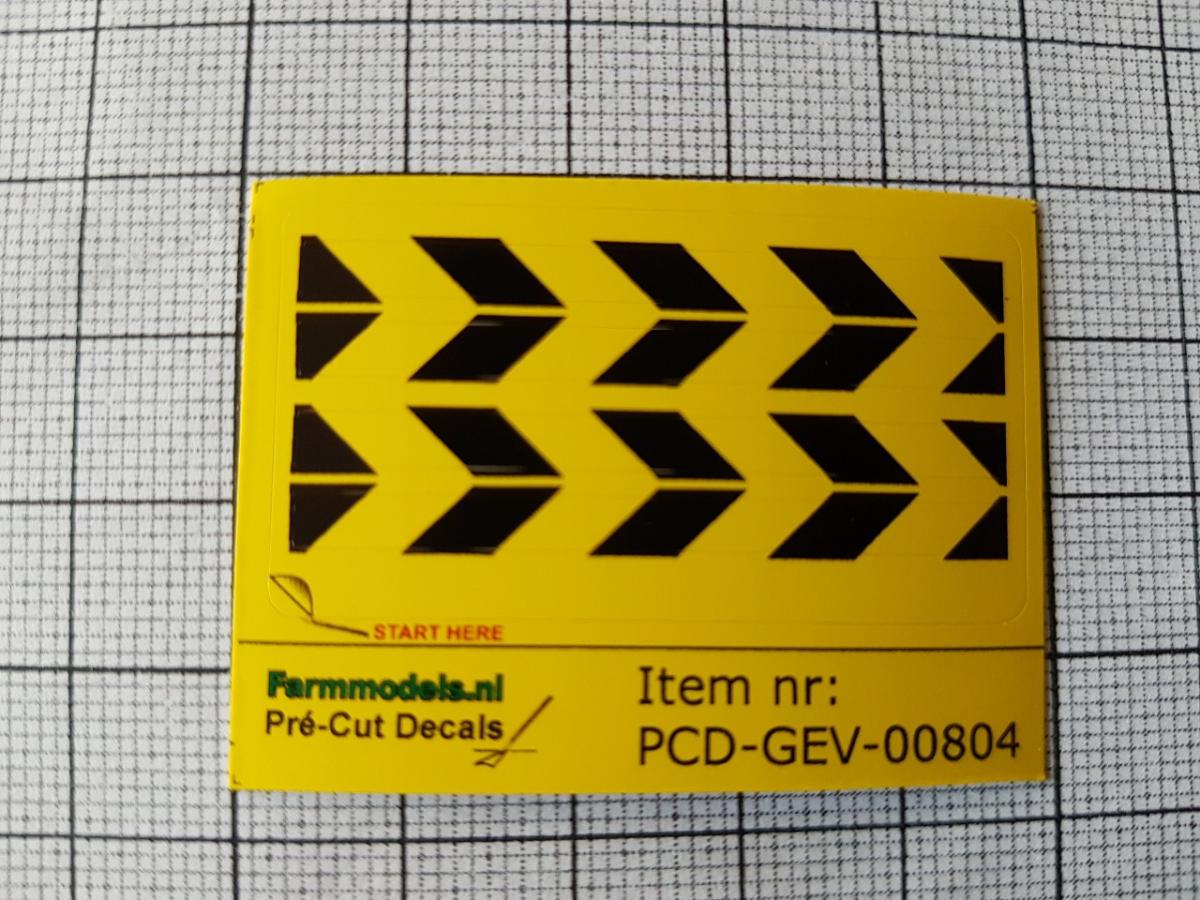 START HERE
Farmmodels.nl
Pré-Cut Decals
Item nr:
PCD-GEV-00804